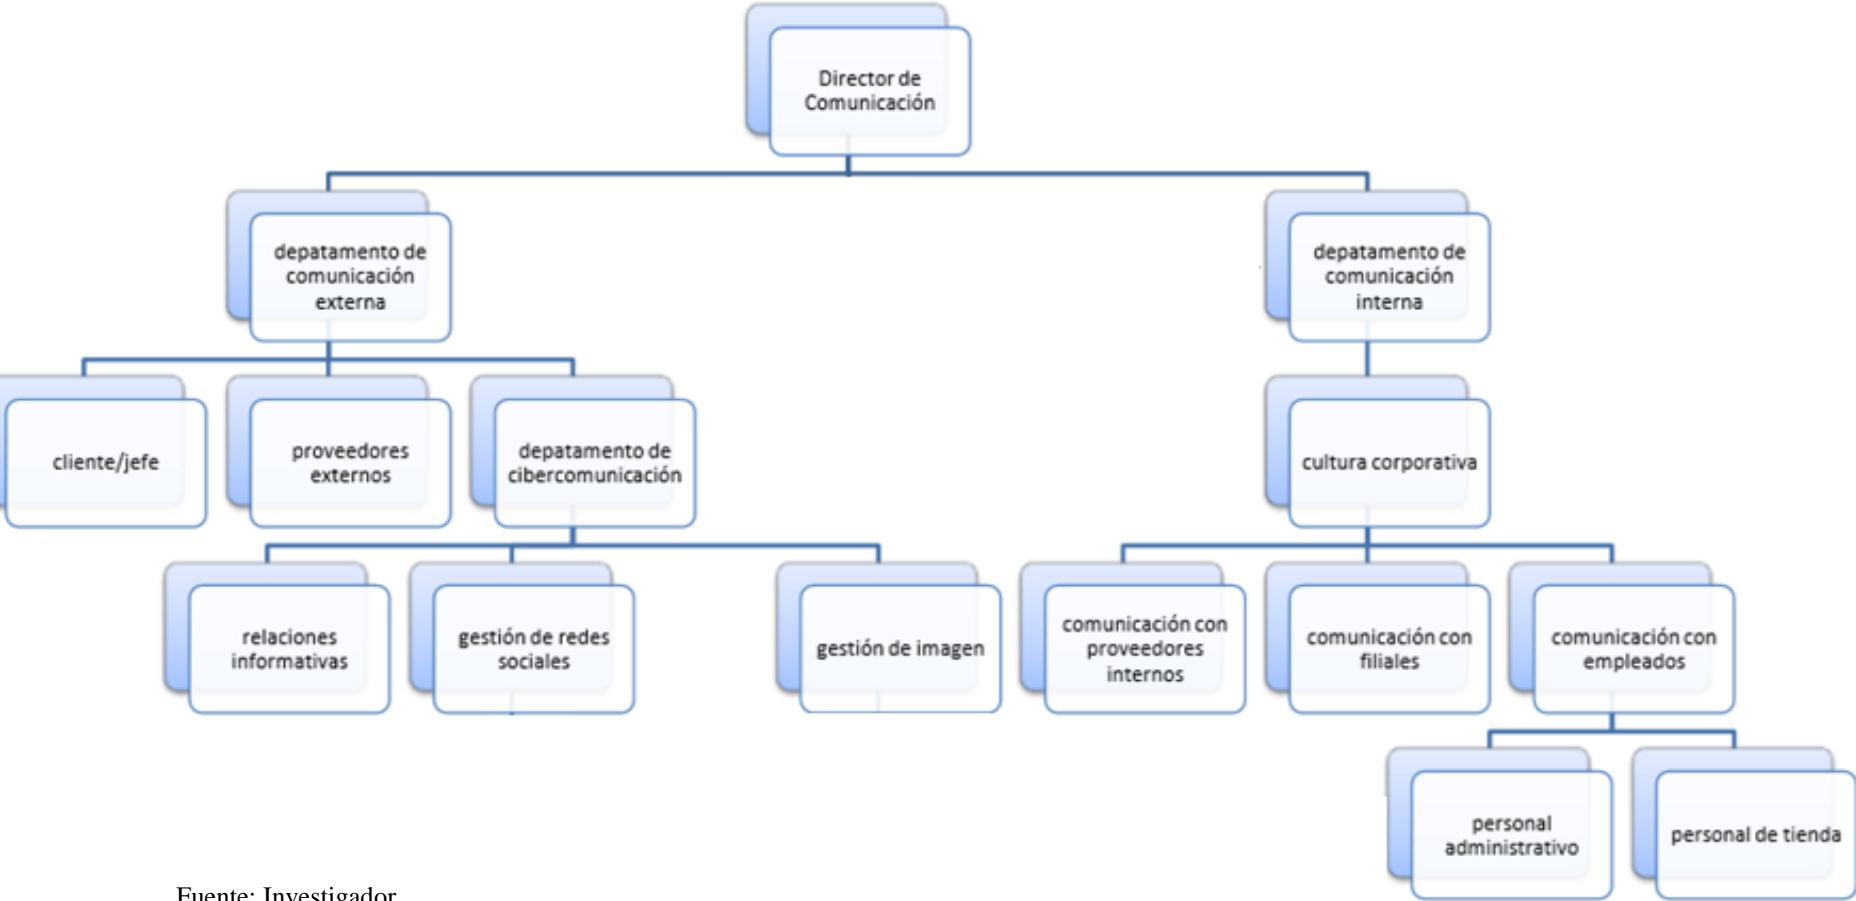 Director de
Comunicación
depatamento de
comunicación
externa
depatamento de
comunicación
interna
cliente/jefe
proveedores
externos
depatamento de
cibercomunicación
cultura corporativa
relaciones
informativas
gestión de redes
sociales
gestión de imagen
comunicación con
proveedores
internos
comunicación con
filiales
comunicación con
empleados
personal
administrativo
personal de tienda
Fuente: Investigador